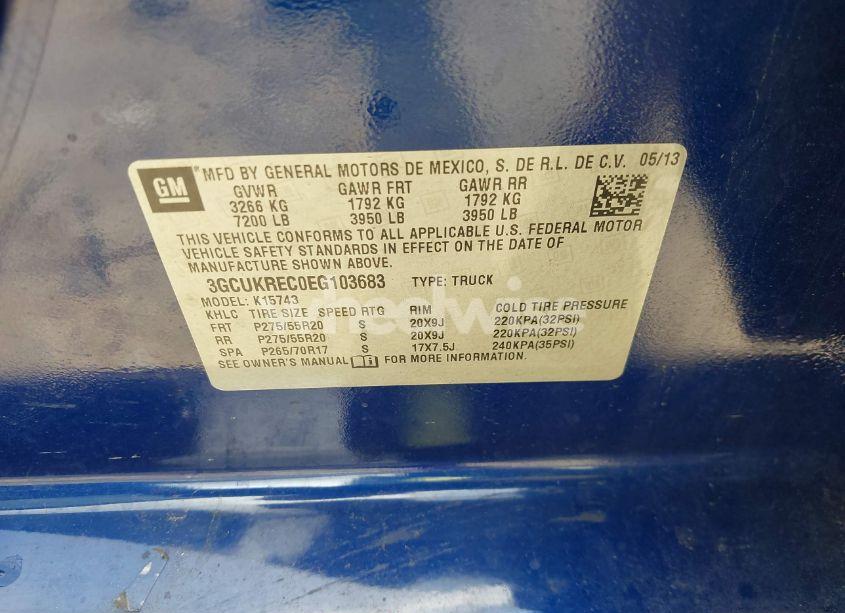 GM
MFD BY GENERAL MOTORS DE MEXICO, S. DE R.L. DE C.V. 05/13
GVWR GAWR FRT GAWR RR
3266 KG 1792 KG 1792 KG
7200 LB 3950 LB 3950 LB
THIS VEHICLE CONFORMS TO ALL APPLICABLE U.S. FEDERAL MOTOR
VEHICLE SAFETY STANDARDS IN EFFECT ON THE DATE OF
MANUFACTURE SHOWN ABOVE.
3GCUKREC0EG103683 TYPE: TRUCK
MODEL: K15743
KHLC TIRE SIZE SPEED RTG RIM COLD TIRE PRESSURE
FRT P275/55R20 S 20X9J 220KPA(32PSI)
RR P275/55R20 S 20X9J 220KPA(32PSI)
SPA P265/70R17 S 17X7.5J 240KPA(35PSI)
SEE OWNER'S MANUAL FOR MORE INFORMATION.